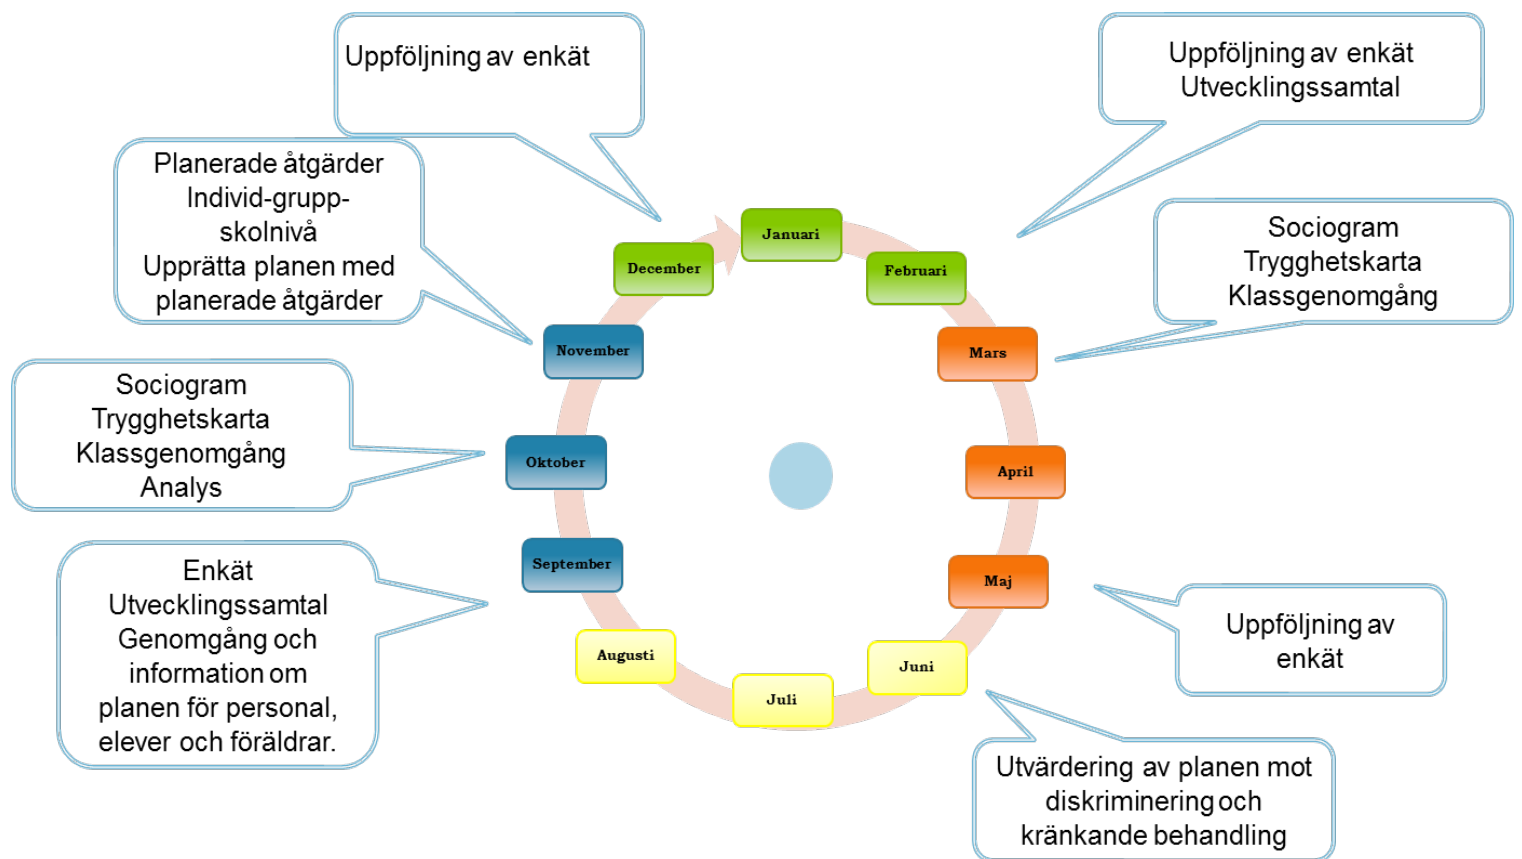 Uppföljning av enkät
Uppföljning av enkät
Utvecklingssamtal
Planerade åtgärder
Individ-grupp-
skolnivå
Upprätta planen med
planerade åtgärder
Sociogram
Trygghetskarta
Klassgenomgång
Januari
Februari
Mars
April
Maj
Juni
Juli
Augusti
September
Oktober
November
December
Sociogram
Trygghetskarta
Klassgenomgång
Analys
Enkät
Utvecklingssamtal
Genomgång och
information om
planen för personal,
elever och föräldrar.
Uppföljning av
enkät
Utvärdering av planen mot
diskriminering och
kränkande behandling